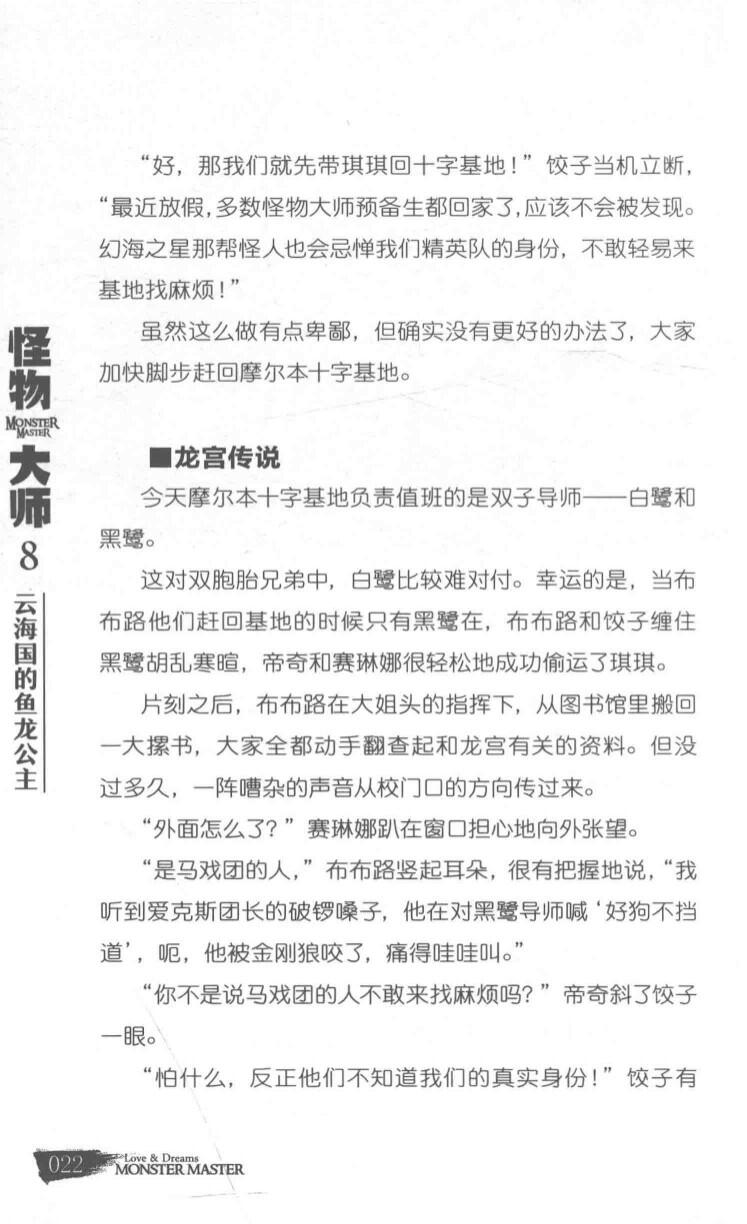 “好，那我们就先带琪琪回十字基地！”饺子当机立断，
“最近放假，多数怪物大师预备生都回家了，应该不会被发现。
幻海之星那帮怪人也会忌惮我们精英队的身份，不敢轻易来
基地找麻烦！”
虽然这么做有点卑鄙，但确实没有更好的办法了，大家
加快脚步赶回摩尔本十字基地。
■龙宫传说
今天摩尔本十字基地负责值班的是双子导师——白鹭和
黑鹭。
这对双胞胎兄弟中，白鹭比较难对付。幸运的是，当布
布路他们赶回基地的时候只有黑鹭在，布布路和饺子缠住
黑鹭胡乱寒暄，帝奇和赛琳娜很轻松地成功偷运了琪琪。
片刻之后，布布路在大姐头的指挥下，从图书馆里搬回
一大摞书，大家全都动手翻查起和龙宫有关的资料。但没
过多久，一阵嘈杂的声音从校门口的方向传过来。
“外面怎么了？”赛琳娜趴在窗口担心地向外张望。
“是马戏团的人，”布布路竖起耳朵，很有把握地说，“我
听到爱克斯团长的破锣嗓子，他在对黑鹭导师喊‘好狗不挡
道’，呃，他被金刚狼咬了，痛得哇哇叫。”
“你不是说马戏团的人不敢来找麻烦吗？”帝奇斜了饺子
一眼。
“怕什么，反正他们不知道我们的真实身份！”饺子有
怪物
MONSTER
MASTER
大师
8
云海国的鱼龙公主
022
Love & Dreams
MONSTER MASTER